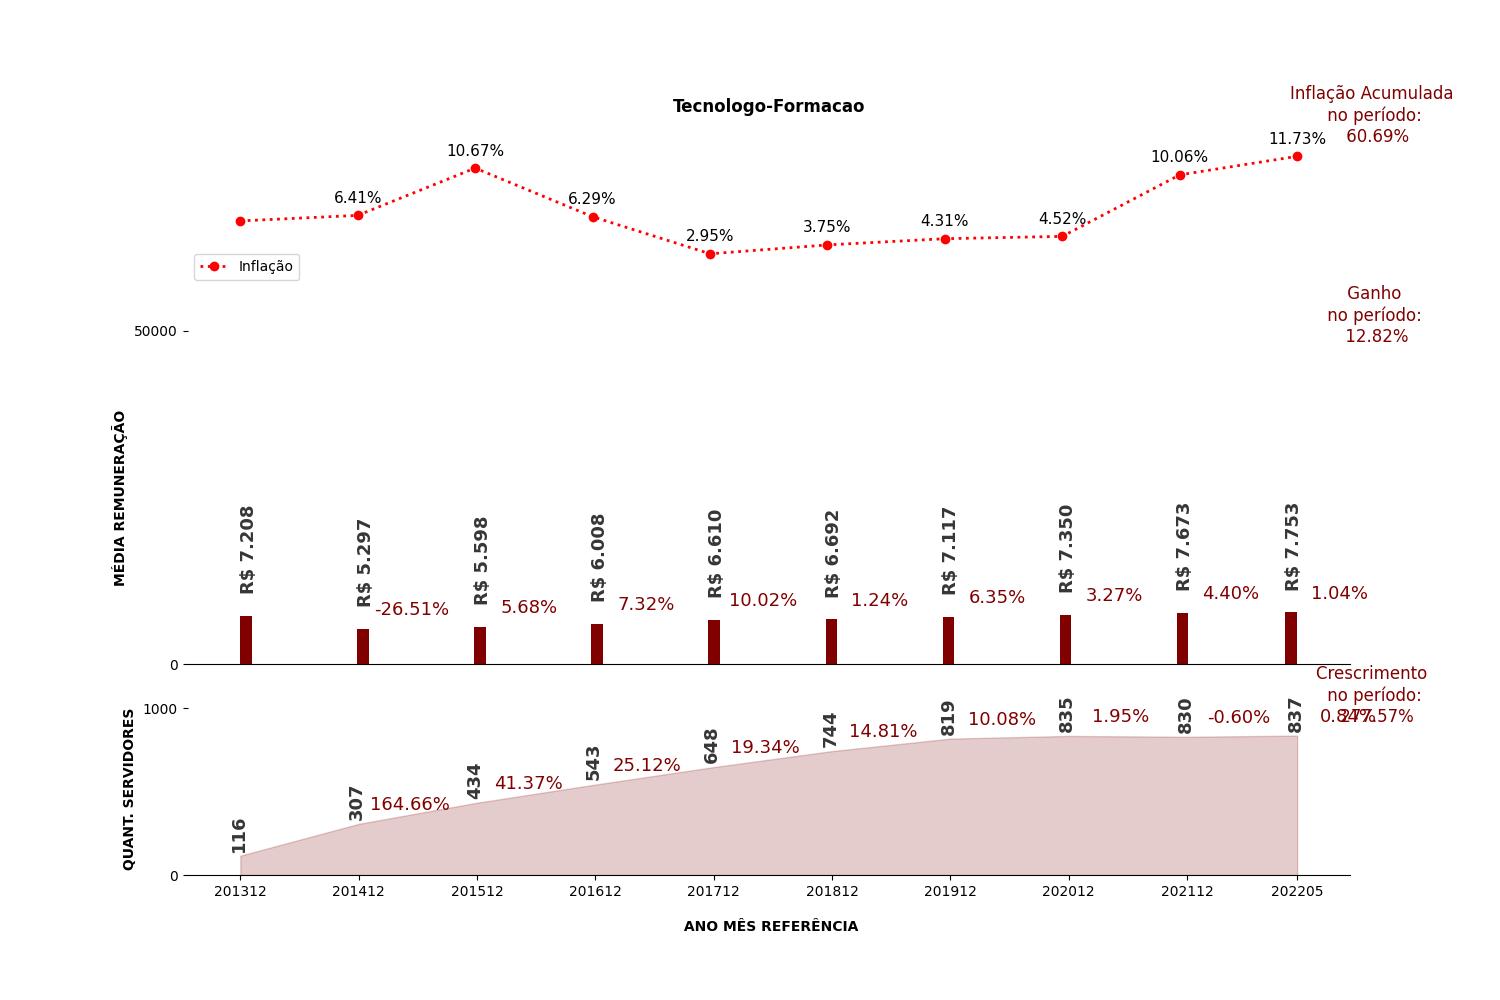 Tecnologo-Formacao
Inflação Acumulada
no período:
60.69%
6.41%
10.67%
6.29%
2.95%
3.75%
4.31%
4.52%
10.06%
11.73%
Inflação
Ganho
no período:
12.82%
50000
0
MÉDIA REMUNERAÇÃO
R$ 7.208
R$ 5.297
R$ 5.598
R$ 6.008
R$ 6.610
R$ 6.692
R$ 7.117
R$ 7.350
R$ 7.673
R$ 7.753
-26.51%
5.68%
7.32%
10.02%
1.24%
6.35%
3.27%
4.40%
1.04%
Crescrimento
no período:
1000
0
QUANT. SERVIDORES
116
307
434
543
648
744
819
835
830
837
164.66%
41.37%
25.12%
19.34%
14.81%
10.08%
1.95%
-0.60%
201312
201412
201512
201612
201712
201812
201912
202012
202112
202205
ANO MÊS REFERÊNCIA